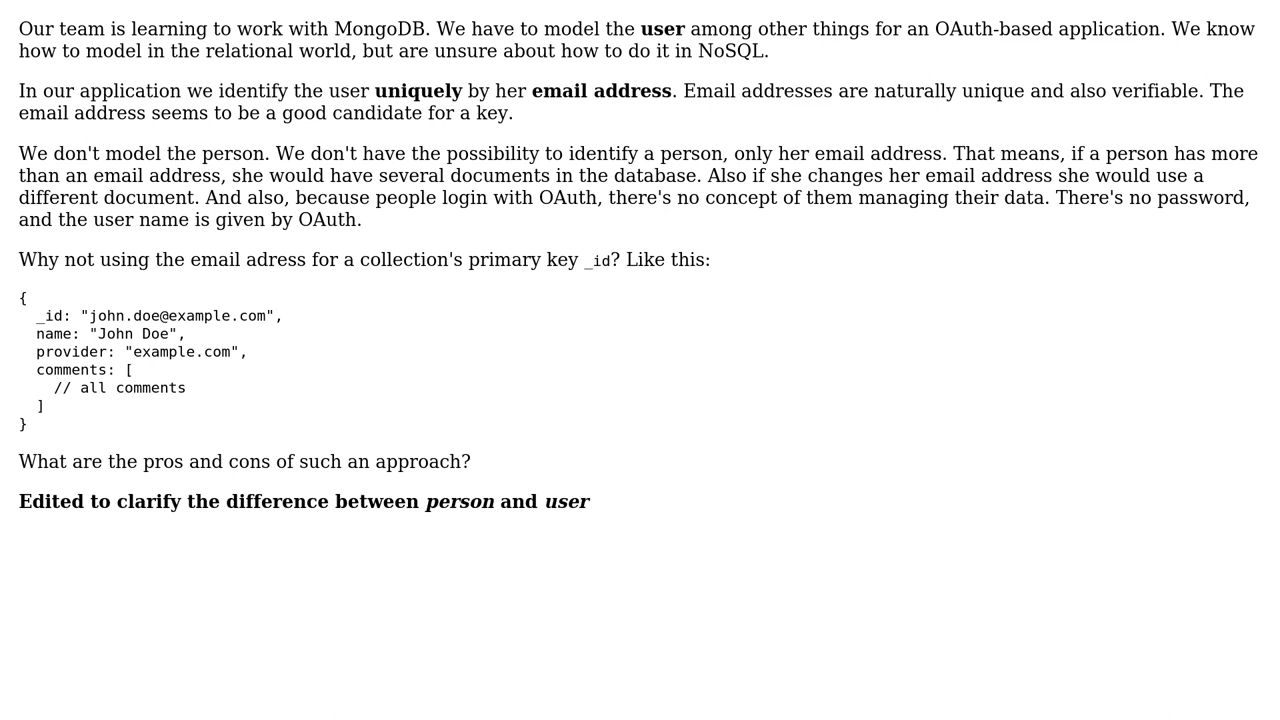 Our team is learning to work with MongoDB. We have to model the user among other things for an OAuth-based application. We know
how to model in the relational world, but are unsure about how to do it in NoSQL.
In our application we identify the user uniquely by her email address. Email addresses are naturally unique and also verifiable. The
email address seems to be a good candidate for a key.
We don't model the person. We don't have the possibility to identify a person, only her email address. That means, if a person has more
than an email address, she would have several documents in the database. Also if she changes her email address she would use a
different document. And also, because people login with OAuth, there's no concept of them managing their data. There's no password,
and the user name is given by OAuth.
Why not using the email adress for a collection's primary key _id? Like this:
{
  _id: "john.doe@example.com",
  name: "John Doe",
  provider: "example.com",
  comments: [
    // all comments
  ]
}
What are the pros and cons of such an approach?
Edited to clarify the difference between person and user